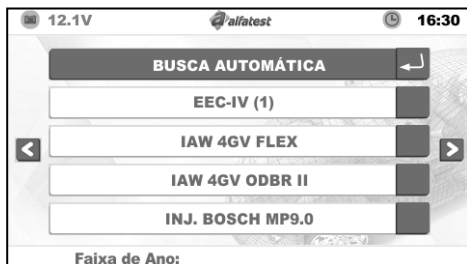 12.1V alfatest 16:30
BUSCA AUTOMÁTICA
EEC-IV (1)
IAW 4GV FLEX
IAW 4GV ODBR II
INJ. BOSCH MP9.0
Faixa de Ano: